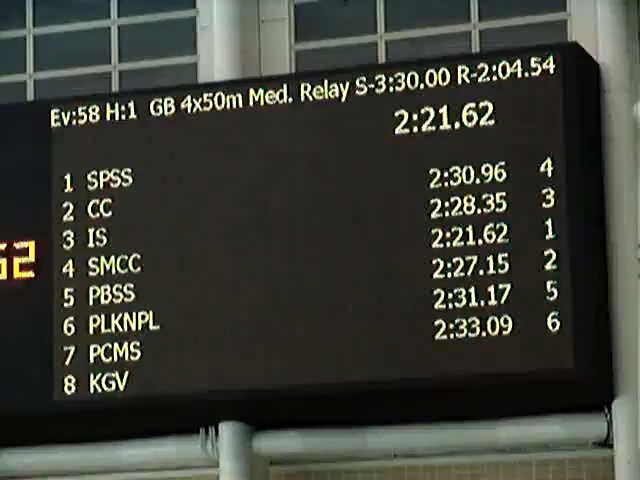 Ev:58 H:1 GB 4x50m Med. Relay S-3:30.00 R-2:04.54
2:21.62
1 SPSS 2:30.96 4
2 CC 2:28.35 3
3 IS 2:21.62 1
4 SMCC 2:27.15 2
5 PBSS 2:31.17 5
6 PLKNPL 2:33.09 6
7 PCMS
8 KGV
62